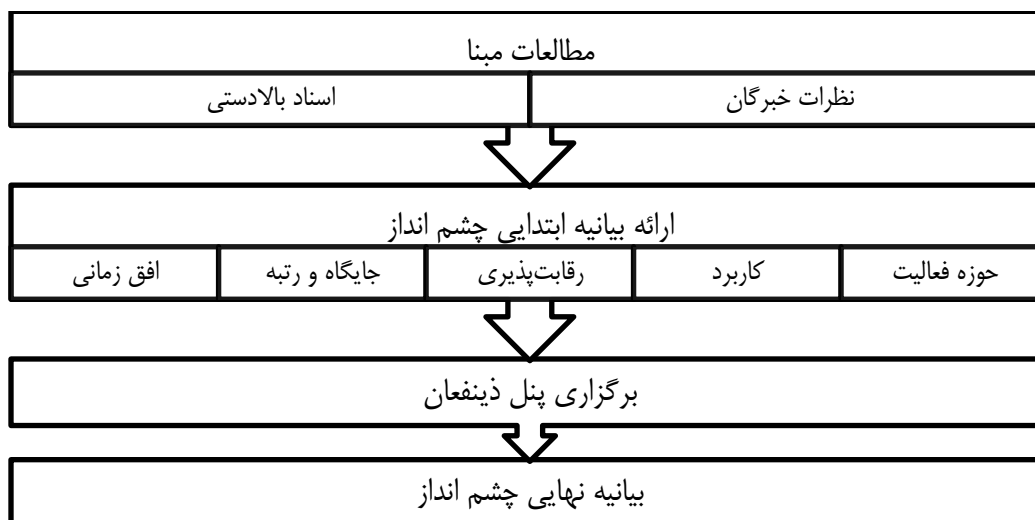 مطالعات مبنا
نظرات خبرگان
اسناد بالادستی
ارائه بیانیه ابتدایی چشم انداز
حوزه فعالیت
کاربرد
رقابت‌پذیری
جایگاه و رتبه
افق زمانی
برگزاری پنل ذینفعان
بیانیه نهایی چشم انداز